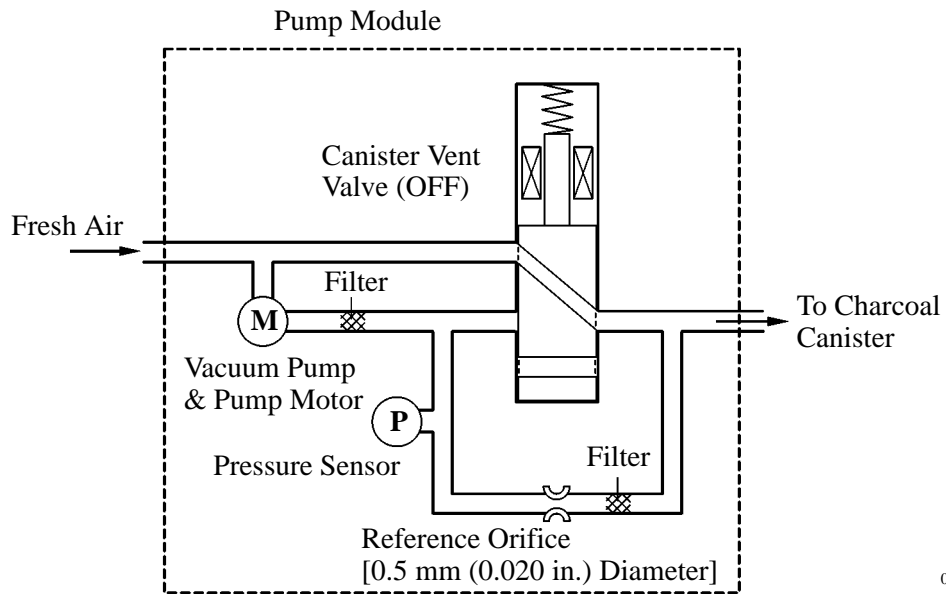 Pump Module
Canister Vent
Valve (OFF)
Fresh Air
Filter
M
To Charcoal
Canister
Vacuum Pump
& Pump Motor
P
Pressure Sensor
Filter
Reference Orifice
[0.5 mm (0.020 in.) Diameter]